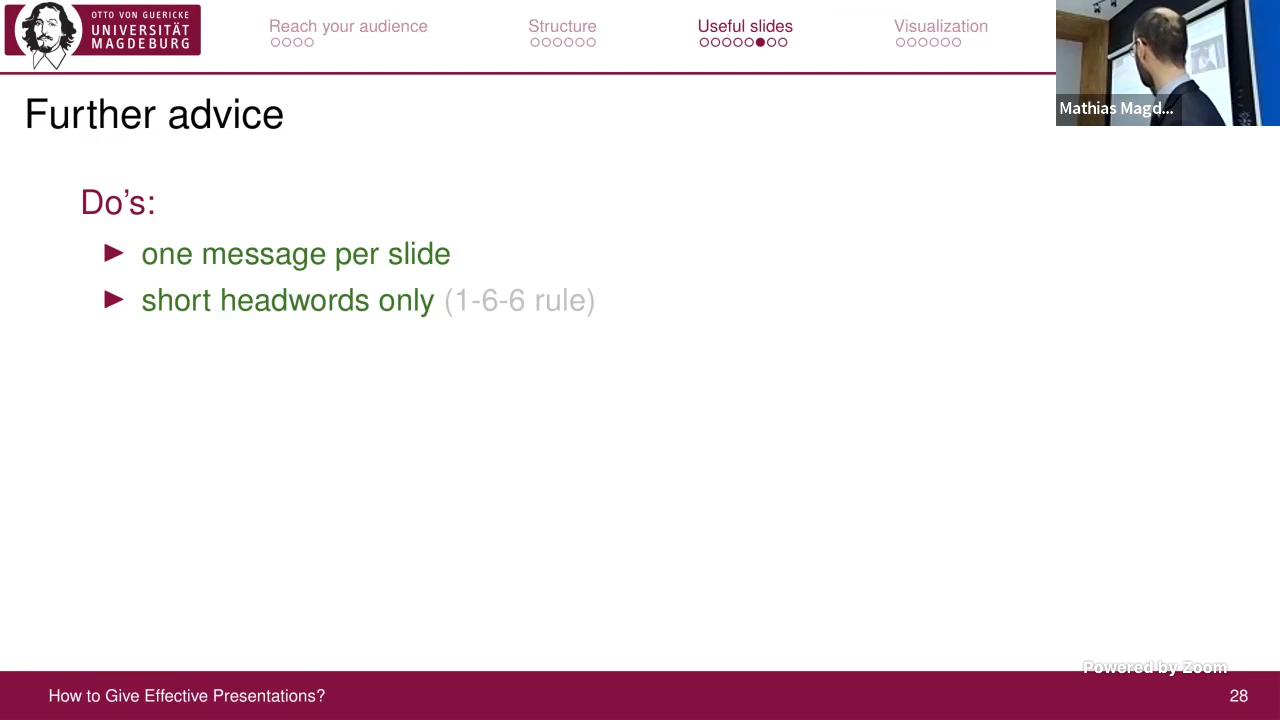 OTTO VON GUERICKE
UNIVERSITÄT
MAGDEBURG
Reach your audience
Structure
Useful slides
Visualization
Mathias Magd...
Further advice
Do's:
one message per slide
short headwords only (1-6-6 rule)
Powered by Zoom
How to Give Effective Presentations?
28